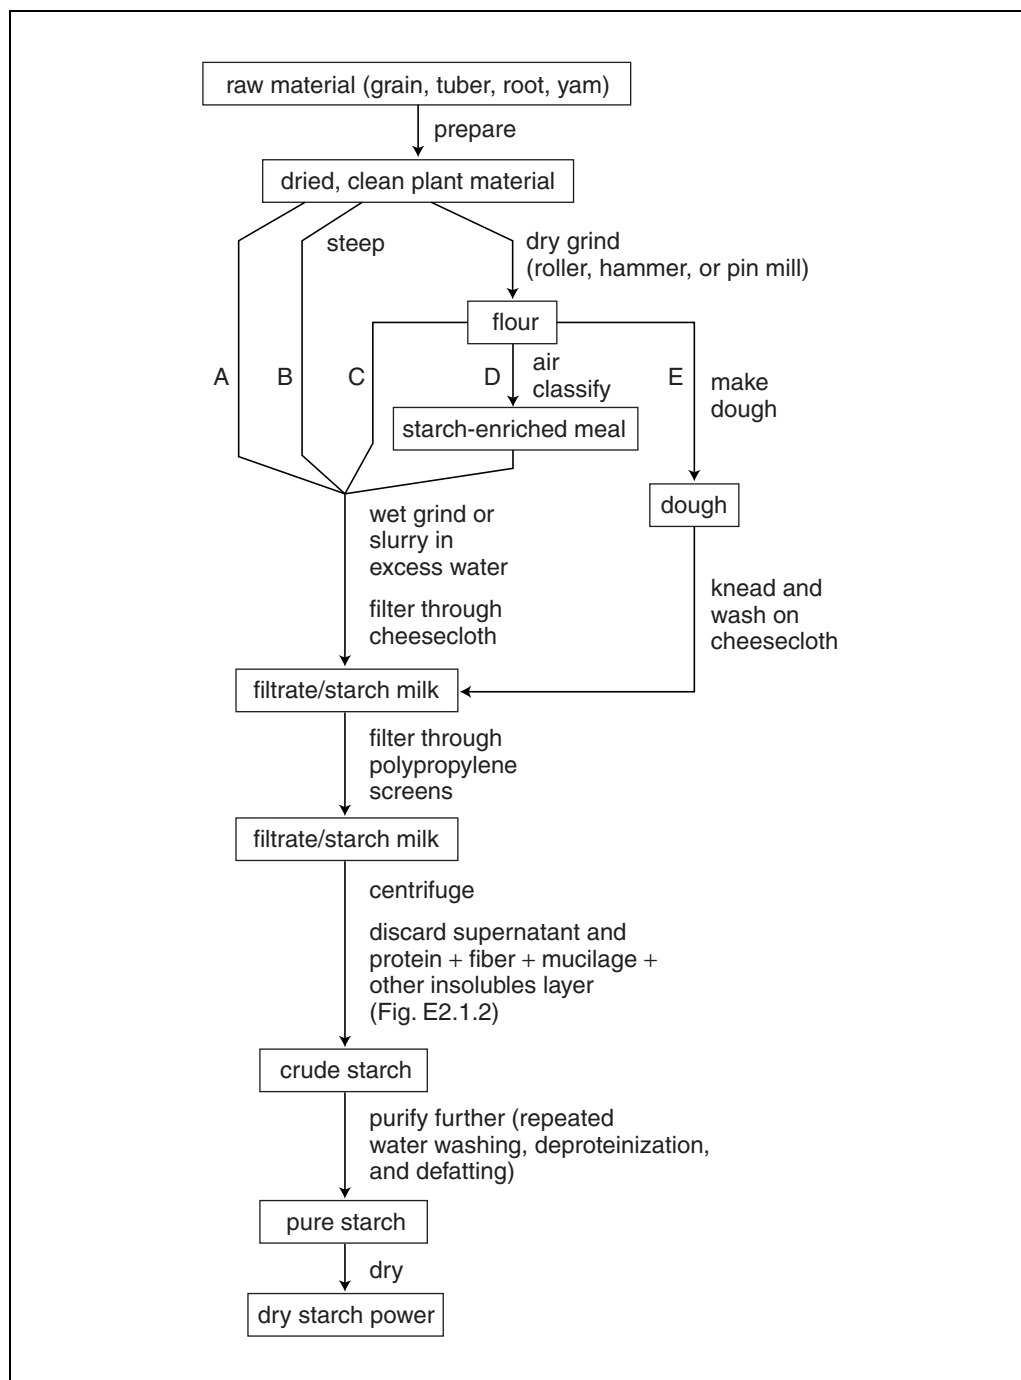 raw material (grain, tuber, root, yam)
prepare
dried, clean plant material
steep
dry grind
(roller, hammer, or pin mill)
flour
A
B
C
D
air
classify
E
make
dough
starch-enriched meal
dough
wet grind or
slurry in
excess water
filter through
cheesecloth
knead and
wash on
cheesecloth
filtrate/starch milk
filter through
polypropylene
screens
filtrate/starch milk
centrifuge
discard supernatant and
protein + fiber + mucilage +
other insolubles layer
(Fig. E2.1.2)
crude starch
purify further (repeated
water washing, deproteinization,
and defatting)
pure starch
dry
dry starch power